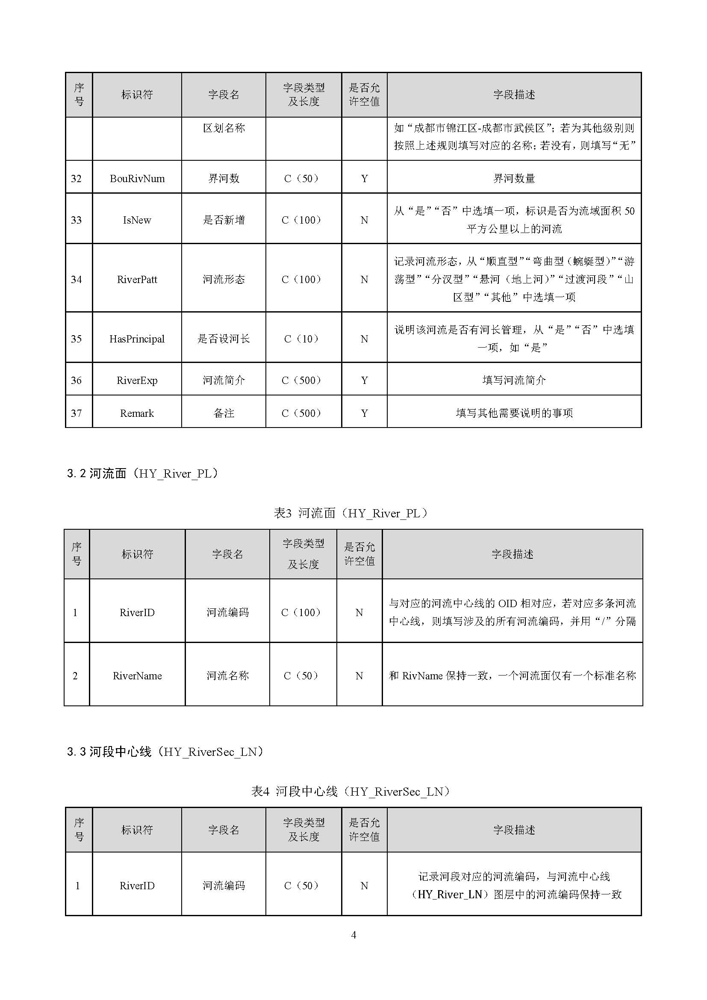 序号 标识符 字段名 字段类型及长度 是否允许空值 字段描述
区划名称 如“成都市锦江区-成都市武侯区”；若为其他级别则
按照上述规则填写对应的名称；若没有，则填写“无”
32 BouRivNum 界河数 C（50） Y 界河数量
33 IsNew 是否新增 C（100） N 从“是”“否”中选填一项，标识是否为流域面积 50
平方公里以上的河流
34 RiverPatt 河流形态 C（100） N 记录河流形态，从“顺直型”“弯曲型（蜿蜒型）”“游
荡型”“分汊型”“悬河（地上河）”“过渡河段”“山
区型”“其他”中选填一项
35 HasPrincipal 是否设河长 C（10） N 说明该河流是否有河长管理，从“是”“否”中选填
一项，如“是”
36 RiverExp 河流简介 C（500） Y 填写河流简介
37 Remark 备注 C（500） Y 填写其他需要说明的事项
3.2 河流面（HY_River_PL）
表3 河流面（HY_River_PL）
序号 标识符 字段名 字段类型及长度 是否允许空值 字段描述
1 RiverID 河流编码 C（100） N 与对应的河流中心线的 OID 相对应，若对应多条河流
中心线，则填写涉及的所有河流编码，并用“/”分隔
2 RiverName 河流名称 C（50） N 和 RivName 保持一致，一个河流面仅有一个标准名称
3.3 河段中心线（HY_RiverSec_LN）
表4 河段中心线（HY_RiverSec_LN）
序号 标识符 字段名 字段类型及长度 是否允许空值 字段描述
1 RiverID 河流编码 C（50） N 记录河段对应的河流编码，与河流中心线
（HY_River_LN）图层中的河流编码保持一致
4